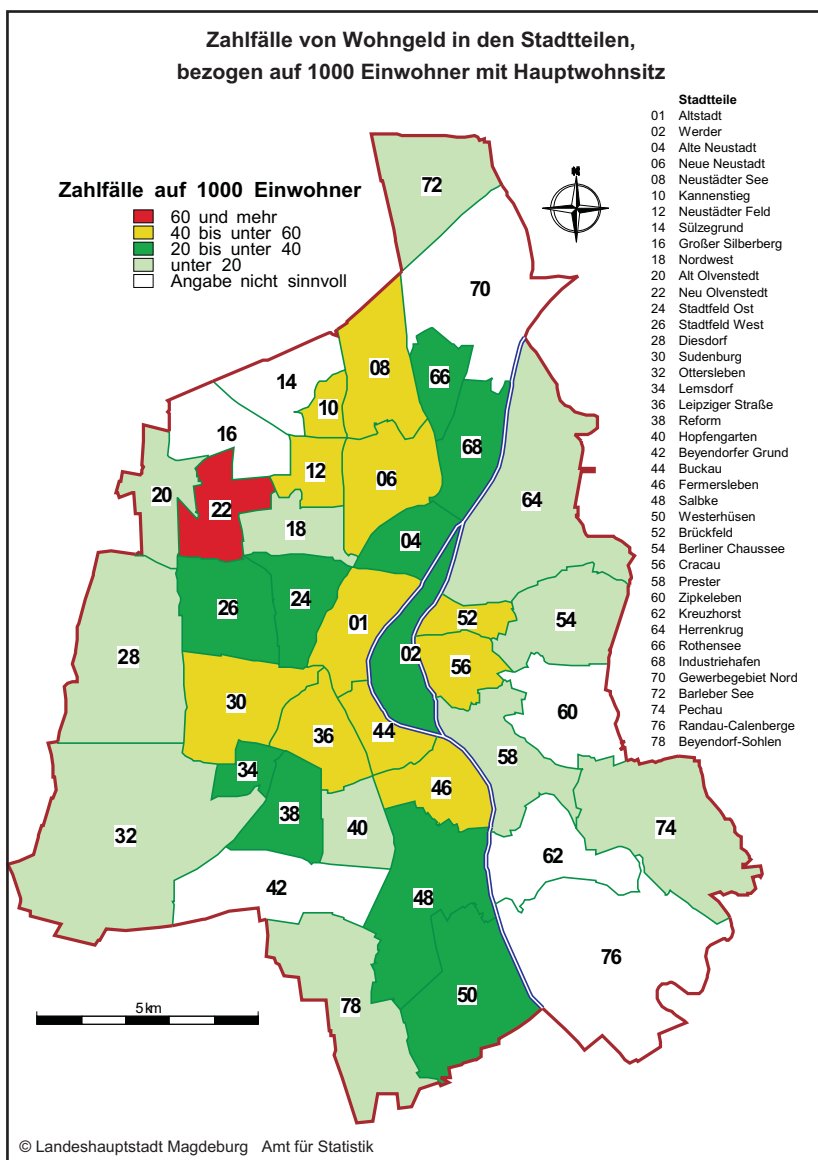 Zahlfälle von Wohngeld in den Stadtteilen,
bezogen auf 1000 Einwohner mit Hauptwohnsitz
Stadtteile
01 Altstadt
02 Werder
04 Alte Neustadt
06 Neue Neustadt
08 Neustädter See
10 Kannenstieg
12 Neustädter Feld
14 Sülzegrund
16 Großer Silberberg
18 Nordwest
20 Alt Olvenstedt
22 Neu Olvenstedt
24 Stadtfeld Ost
26 Stadtfeld West
28 Diesdorf
30 Sudenburg
32 Ottersleben
34 Lemsdorf
36 Leipziger Straße
38 Reform
40 Hopfengarten
42 Beyendorfer Grund
44 Buckau
46 Fermersleben
48 Salbke
50 Westerhüsen
52 Brückfeld
54 Berliner Chaussee
56 Cracau
58 Prester
60 Zipkeleben
62 Kreuzhorst
64 Herrenkrug
66 Rothensee
68 Industriehafen
70 Gewerbegebiet Nord
72 Barleber See
74 Pechau
76 Randau-Calenberge
78 Beyendorf-Sohlen
Zahlfälle auf 1000 Einwohner
60 und mehr
40 bis unter 60
20 bis unter 40
unter 20
Angabe nicht sinnvoll
N
72
70
08
66
14
10
16
68
12
06
20
64
22
18
04
26
24
01
52
54
02
28
56
30
60
36
44
58
34
46
38
40
32
74
62
42
48
76
50
78
5 km
© Landeshauptstadt Magdeburg Amt für Statistik